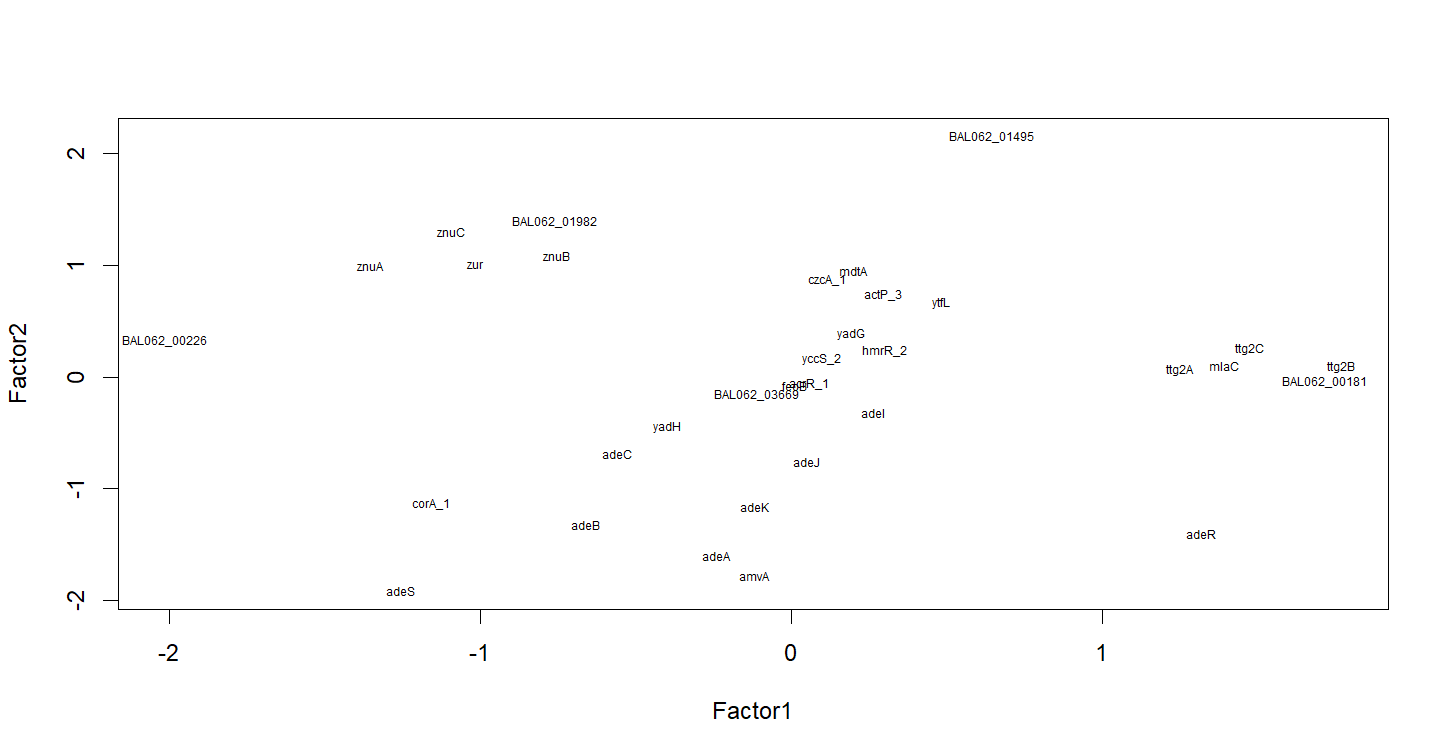 2
BAL062_01495
BAL062_01982
znuC
znuB
1
znuA
zur
mdtA
czcA_1
actP_3
ytfL
yadG
BAL062_00226
hmrR_2
ttg2C
yccS_2
Factor2
0
ttg2A
mlaC
ttg2B
BAL062_00181
BAL062_03669
adeI
yadH
adeC
adeJ
-1
corA_1
adeK
adeB
adeR
adeA
amvA
adeS
-2
-2
-1
0
1
Factor1